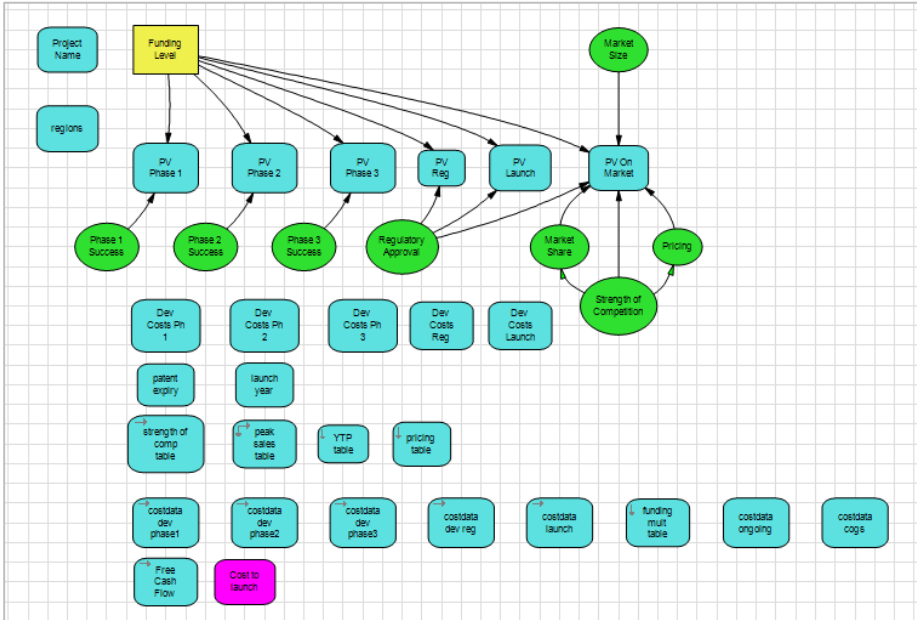 Project
Name
Funding
Level
Market
Size
regions
PV
Phase 1
PV
Phase 2
PV
Phase 3
PV
Reg
PV
Launch
PV On
Market
Phase 1
Success
Phase 2
Success
Phase 3
Success
Regulatory
Approval
Market
Share
Pricing
Strength of
Competition
Dev
Costs Ph
1
Dev
Costs Ph
2
Dev
Costs Ph
3
Dev
Costs
Reg
Dev
Costs
Launch
patent
expiry
launch
year
strength of
comp
table
peak
sales
table
YTP
table
pricing
table
costdata
dev
phase1
costdata
dev
phase2
costdata
dev
phase3
costdata
dev reg
costdata
launch
funding
mult
table
costdata
ongoing
costdata
cogs
Free
Cash
Flow
Cost to
launch